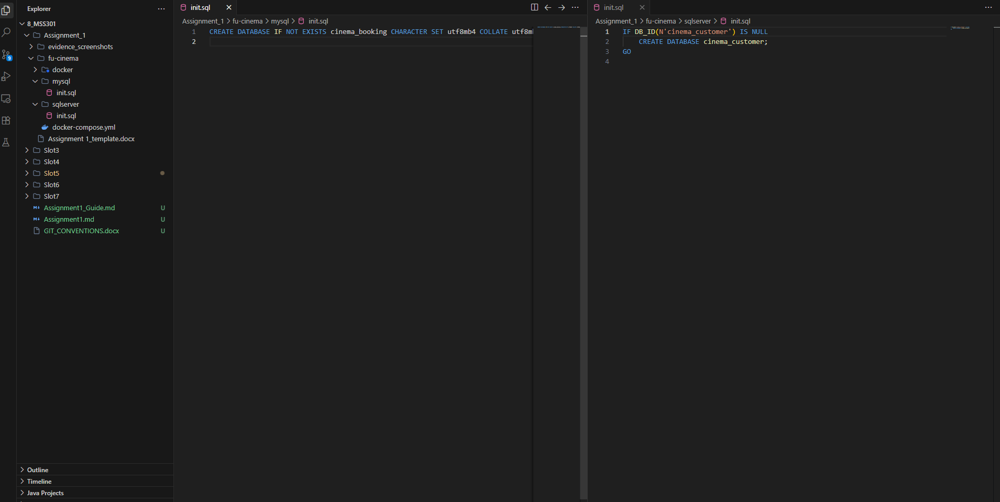 Explorer
8_MSS301
Assignment_1
evidence_screenshots
fu-cinema
docker
mysql
init.sql
sqlserver
init.sql
docker-compose.yml
Assignment 1_template.docx
Slot3
Slot4
Slot5
Slot6
Slot7
Assignment1_Guide.md U
Assignment1.md U
GIT_CONVENTIONS.docx U
9
Outline
Timeline
Java Projects
init.sql
Assignment_1 > fu-cinema > mysql > init.sql
1 CREATE DATABASE IF NOT EXISTS cinema_booking CHARACTER SET utf8mb4 COLLATE
2
init.sql
Assignment_1 > fu-cinema > sqlserver > init.sql
1 IF DB_ID(N'cinema_customer') IS NULL
2 CREATE DATABASE cinema_customer;
3 GO
4